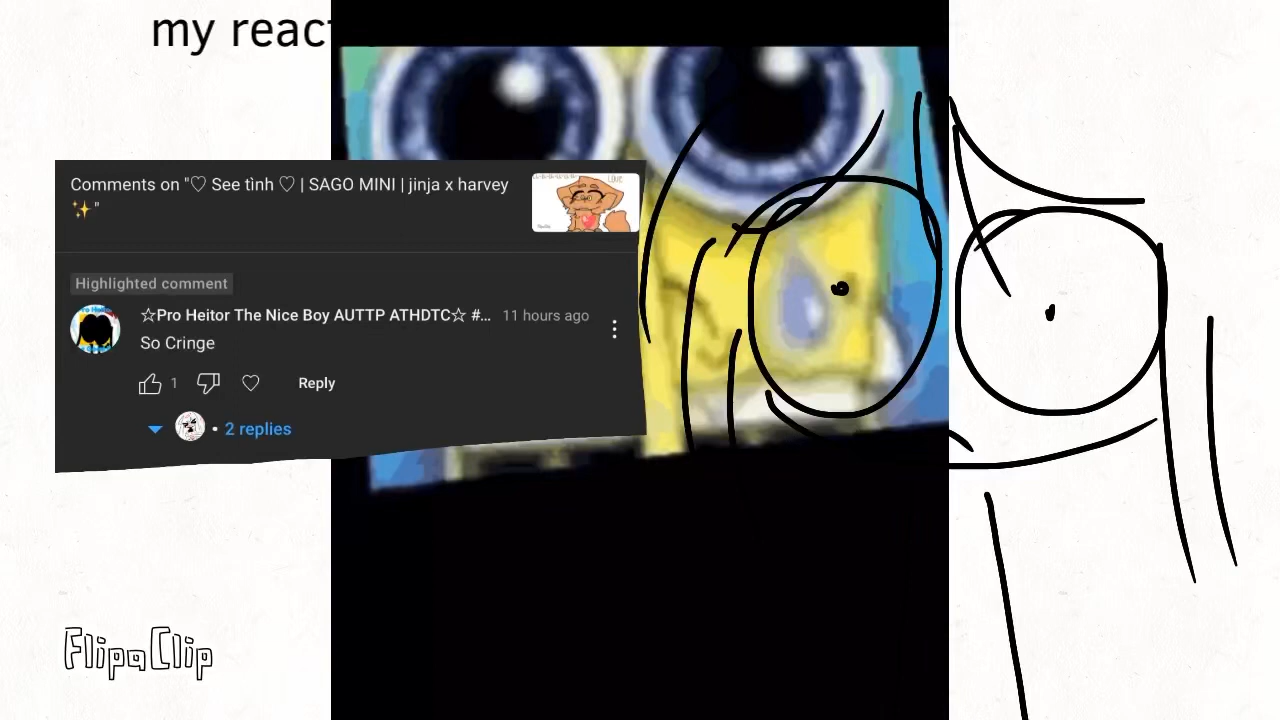 my react
Comments on "♡ See tình ♡ | SAGO MINI | jinja x harvey
✨"
LOVE
Highlighted comment
☆Pro Heitor The Nice Boy AUTTP ATHDTC☆ #... 11 hours ago
So Cringe
1 Reply
• 2 replies
FlipaClip